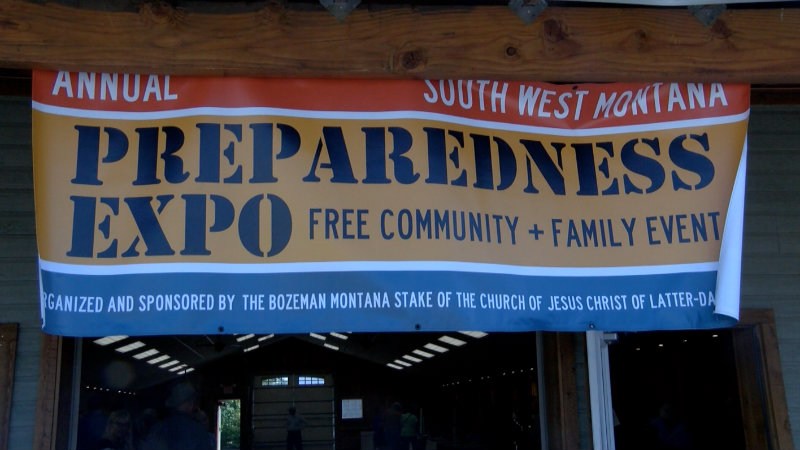 ANNUAL SOUTH WEST MONTANA
PREPAREDNESS
EXPO FREE COMMUNITY + FAMILY EVENT
RGANIZED AND SPONSORED BY THE BOZEMAN MONTANA STAKE OF THE CHURCH OF JESUS CHRIST OF LATTER-DA